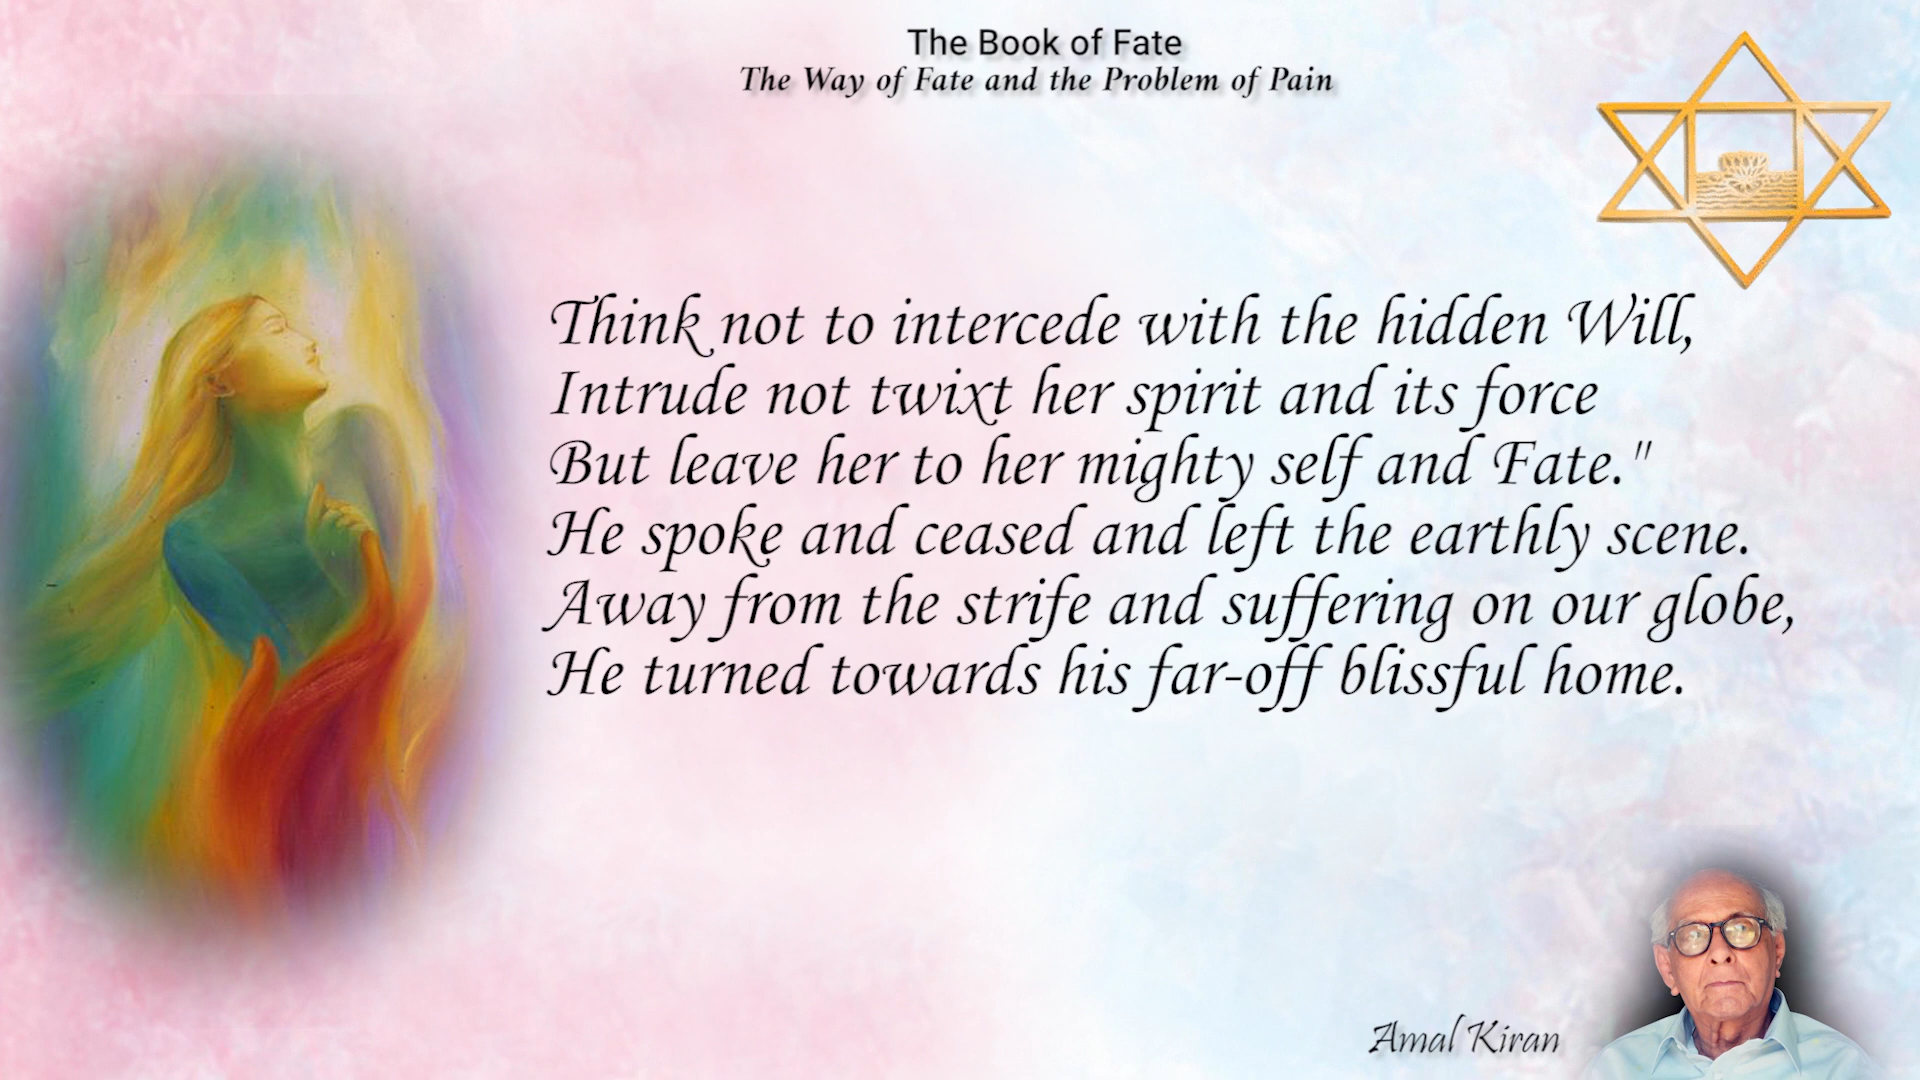 The Book of Fate
The Way of Fate and the Problem of Pain
Think not to intercede with the hidden Will,
Intrude not twixt her spirit and its force
But leave her to her mighty self and Fate."
He spoke and ceased and left the earthly scene.
Away from the strife and suffering on our globe,
He turned towards his far-off blissful home.
Amal Kiran